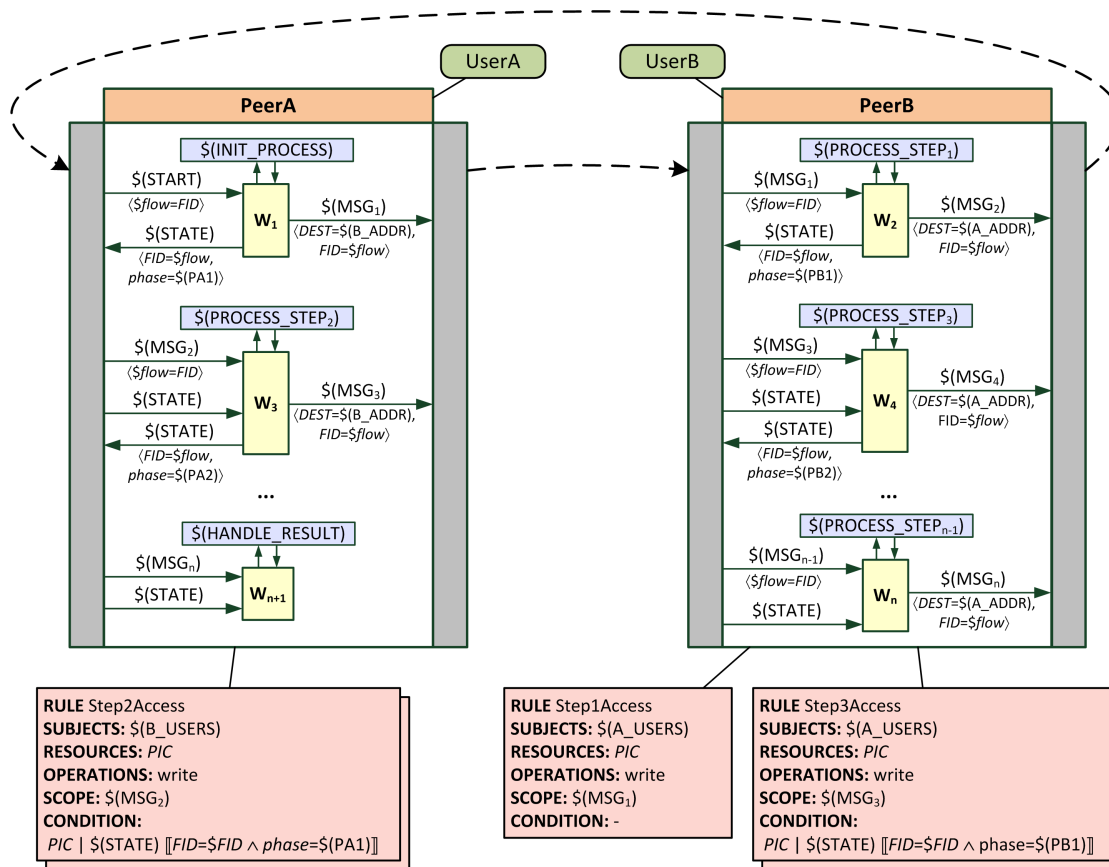 UserA
UserB
PeerA
$(INIT_PROCESS)
$(START)
⟨$flow=FID⟩
W1
$(MSG1)
⟨DEST=$(B_ADDR),
FID=$flow⟩
$(STATE)
⟨FID=$flow,
phase=$(PA1)⟩
$(PROCESS_STEP2)
$(MSG2)
⟨$flow=FID⟩
$(STATE)
W3
$(MSG3)
⟨DEST=$(B_ADDR),
FID=$flow⟩
$(STATE)
⟨FID=$flow,
phase=$(PA2)⟩
...
$(HANDLE_RESULT)
$(MSGn)
$(STATE)
Wn+1
PeerB
$(PROCESS_STEP1)
$(MSG1)
⟨$flow=FID⟩
W2
$(MSG2)
⟨DEST=$(A_ADDR),
FID=$flow⟩
$(STATE)
⟨FID=$flow,
phase=$(PB1)⟩
$(PROCESS_STEP3)
$(MSG3)
⟨$flow=FID⟩
$(STATE)
W4
$(MSG4)
⟨DEST=$(A_ADDR),
FID=$flow⟩
$(STATE)
⟨FID=$flow,
phase=$(PB2)⟩
...
$(PROCESS_STEPn-1)
$(MSGn-1)
⟨$flow=FID⟩
$(STATE)
Wn
$(MSGn)
⟨DEST=$(A_ADDR),
FID=$flow⟩
RULE Step2Access
SUBJECTS: $(B_USERS)
RESOURCES: PIC
OPERATIONS: write
SCOPE: $(MSG2)
CONDITION:
PIC | $(STATE) ⟦FID=$FID ∧ phase=$(PA1)⟧
RULE Step1Access
SUBJECTS: $(A_USERS)
RESOURCES: PIC
OPERATIONS: write
SCOPE: $(MSG1)
CONDITION: -
RULE Step3Access
SUBJECTS: $(A_USERS)
RESOURCES: PIC
OPERATIONS: write
SCOPE: $(MSG3)
CONDITION:
PIC | $(STATE) ⟦FID=$FID ∧ phase=$(PB1)⟧